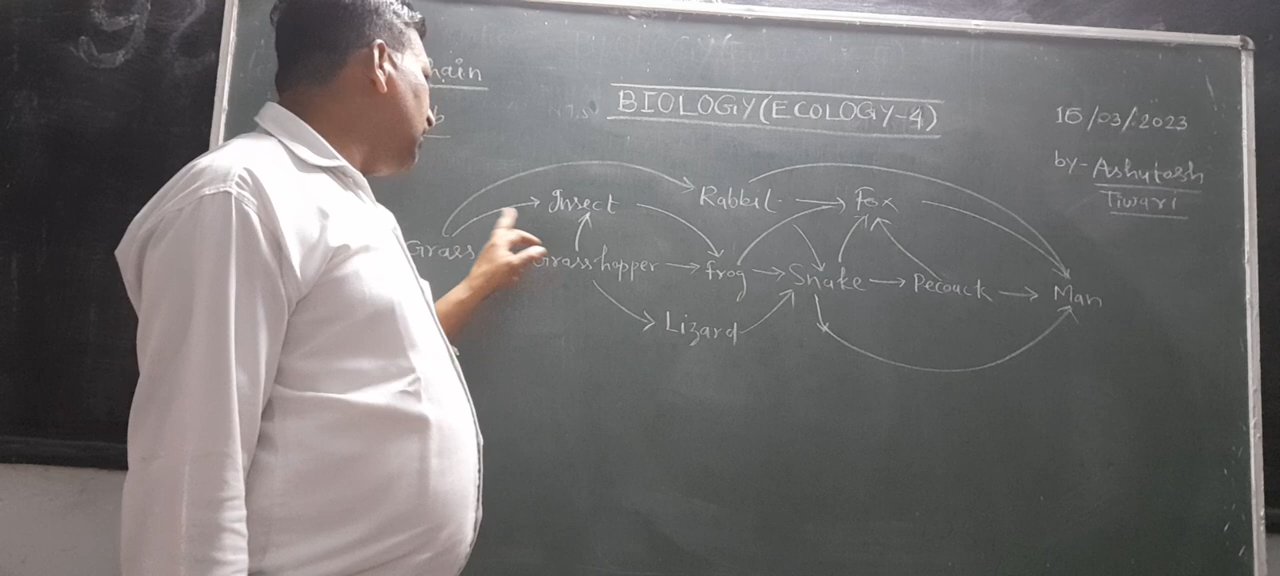 hain
BIOLOGY (ECOLOGY-4)
16/03/2023
by- Ashutosh
Tiwari
Rabbit Fox
Insect
Grass Grasshopper frog Snake Pecouck Man
Lizard